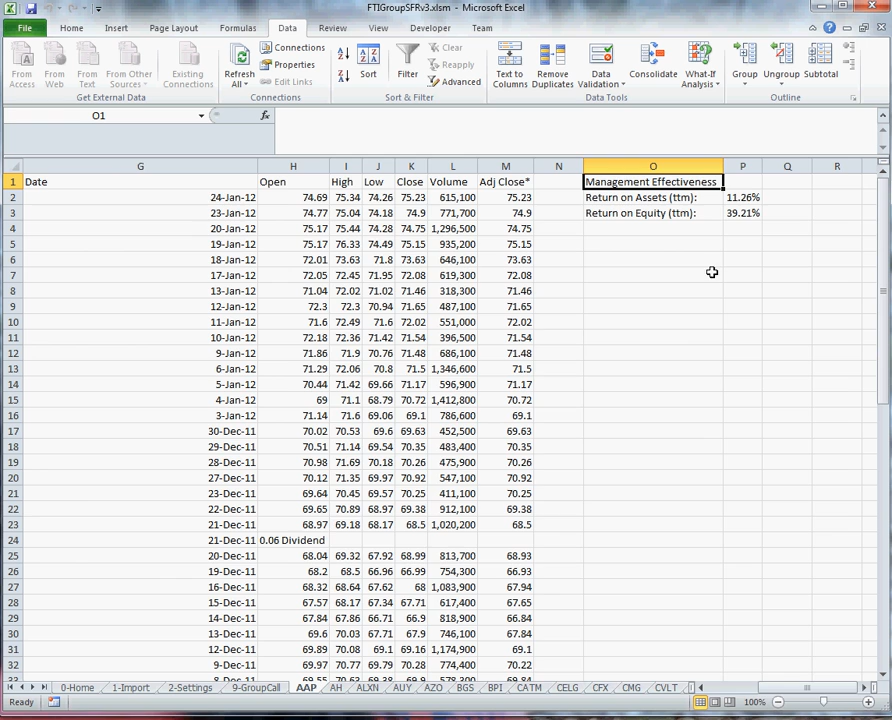 FTIGroupSFRv3.xlsm - Microsoft Excel
File Home Insert Page Layout Formulas Data Review View Developer Team
From Access From Web From Text From Other Sources Existing Connections
Get External Data
Refresh All Connections Properties Edit Links
Connections
Sort Filter Clear Reapply Advanced
Sort & Filter
Text to Columns Remove Duplicates Data Validation Consolidate What-If Analysis
Data Tools
Group Ungroup Subtotal
Outline
O1 fx
G H I J K L M N O P Q R
1 Date Open High Low Close Volume Adj Close* Management Effectiveness
2 24-Jan-12 74.69 75.34 74.26 75.23 615,100 75.23 Return on Assets (ttm): 11.26%
3 23-Jan-12 74.77 75.04 74.18 74.9 771,700 74.9 Return on Equity (ttm): 39.21%
4 20-Jan-12 75.17 75.44 74.28 74.75 1,296,500 74.75
5 19-Jan-12 75.17 76.33 74.49 75.15 935,200 75.15
6 18-Jan-12 72.01 73.63 71.8 73.63 646,100 73.63
7 17-Jan-12 72.05 72.45 71.95 72.08 619,300 72.08
8 13-Jan-12 71.04 72.02 71.02 71.46 318,300 71.46
9 12-Jan-12 72.3 72.3 70.94 71.65 487,100 71.65
10 11-Jan-12 71.6 72.49 71.6 72.02 551,000 72.02
11 10-Jan-12 72.18 72.36 71.42 71.54 396,500 71.54
12 9-Jan-12 71.86 71.9 70.76 71.48 686,100 71.48
13 6-Jan-12 71.29 72.06 70.8 71.5 1,346,600 71.5
14 5-Jan-12 70.44 71.42 69.66 71.17 596,900 71.17
15 4-Jan-12 69 71.1 68.79 70.72 1,412,800 70.72
16 3-Jan-12 71.14 71.6 69.06 69.1 786,600 69.1
17 30-Dec-11 70.02 70.53 69.6 69.63 452,500 69.63
18 29-Dec-11 70.51 71.14 69.54 70.35 483,400 70.35
19 28-Dec-11 70.98 71.69 70.18 70.26 475,900 70.26
20 27-Dec-11 70.12 71.35 69.97 70.92 547,100 70.92
21 23-Dec-11 69.64 70.45 69.57 70.25 411,100 70.25
22 22-Dec-11 69.65 70.89 68.97 69.38 912,100 69.38
23 21-Dec-11 68.97 69.18 68.17 68.5 1,020,200 68.5
24 21-Dec-11 0.06 Dividend
25 20-Dec-11 68.04 69.32 67.92 68.99 813,700 68.93
26 19-Dec-11 68.2 68.5 66.96 66.99 754,300 66.93
27 16-Dec-11 68.32 68.64 67.62 68 1,083,900 67.94
28 15-Dec-11 67.57 68.17 67.34 67.71 617,400 67.65
29 14-Dec-11 67.84 67.86 66.71 66.9 818,900 66.84
30 13-Dec-11 69.6 70.03 67.71 67.9 746,100 67.84
31 12-Dec-11 69.89 70.08 69.1 69.16 1,174,900 69.1
32 9-Dec-11 69.97 70.77 69.79 70.28 774,400 70.22
0-Home 1-Import 2-Settings 9-GroupCall AAP AH ALXN AUY AZO BGS BPI CATM CELG CFX CMG CVLT
Ready 100%